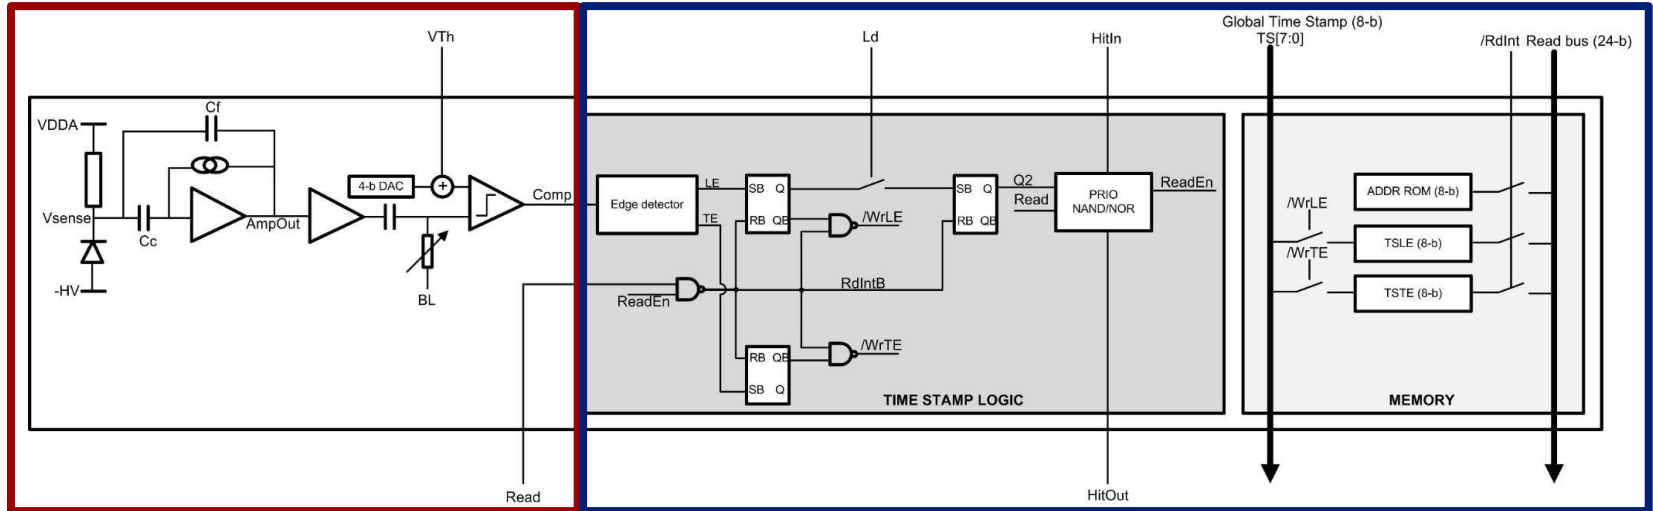 Global Time Stamp (8-b)
TS[7:0]
VTh
Ld
HitIn
/RdInt
Read bus (24-b)
Cf
VDDA
4-b DAC
+
Vsense
Cc
AmpOut
-HV
BL
Comp
Edge detector
LE
TE
SB Q
RB QB
/WrLE
SB Q
RB QB
Q2
Read
PRIO
NAND/NOR
ReadEn
ReadEn
RdIntB
RB QB
SB Q
/WrTE
TIME STAMP LOGIC
/WrLE
/WrTE
ADDR ROM (8-b)
TSLE (8-b)
TSTE (8-b)
MEMORY
Read
HitOut